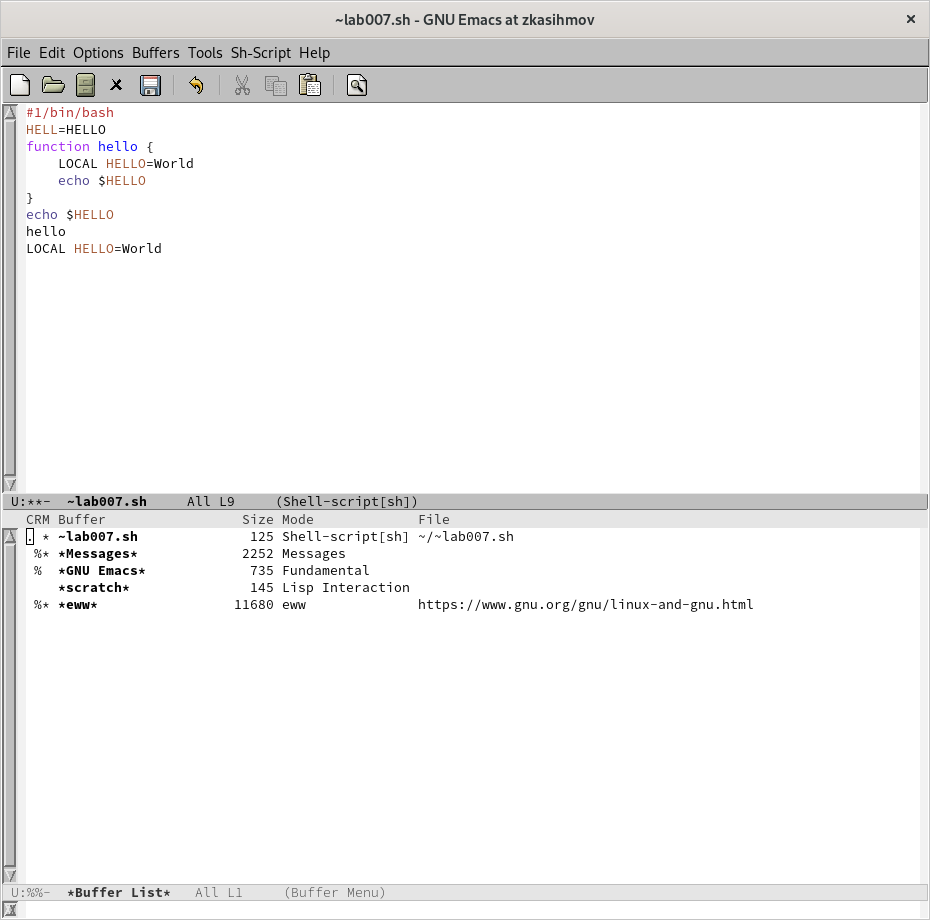 ~lab007.sh - GNU Emacs at zkasihmov ×
File Edit Options Buffers Tools Sh-Script Help
#1/bin/bash
HELL=HELLO
function hello {
    LOCAL HELLO=World
    echo $HELLO
}
echo $HELLO
hello
LOCAL HELLO=World
U:**-  ~lab007.sh     All L9     (Shell-script[sh])
CRM Buffer                 Size Mode             File
. * ~lab007.sh              125 Shell-script[sh] ~/~lab007.sh
 %* *Messages*             2252 Messages
 %  *GNU Emacs*             735 Fundamental
    *scratch*               145 Lisp Interaction
 %* *eww*                 11680 eww              https://www.gnu.org/gnu/linux-and-gnu.html
U:%%-  *Buffer List*   All L1     (Buffer Menu)